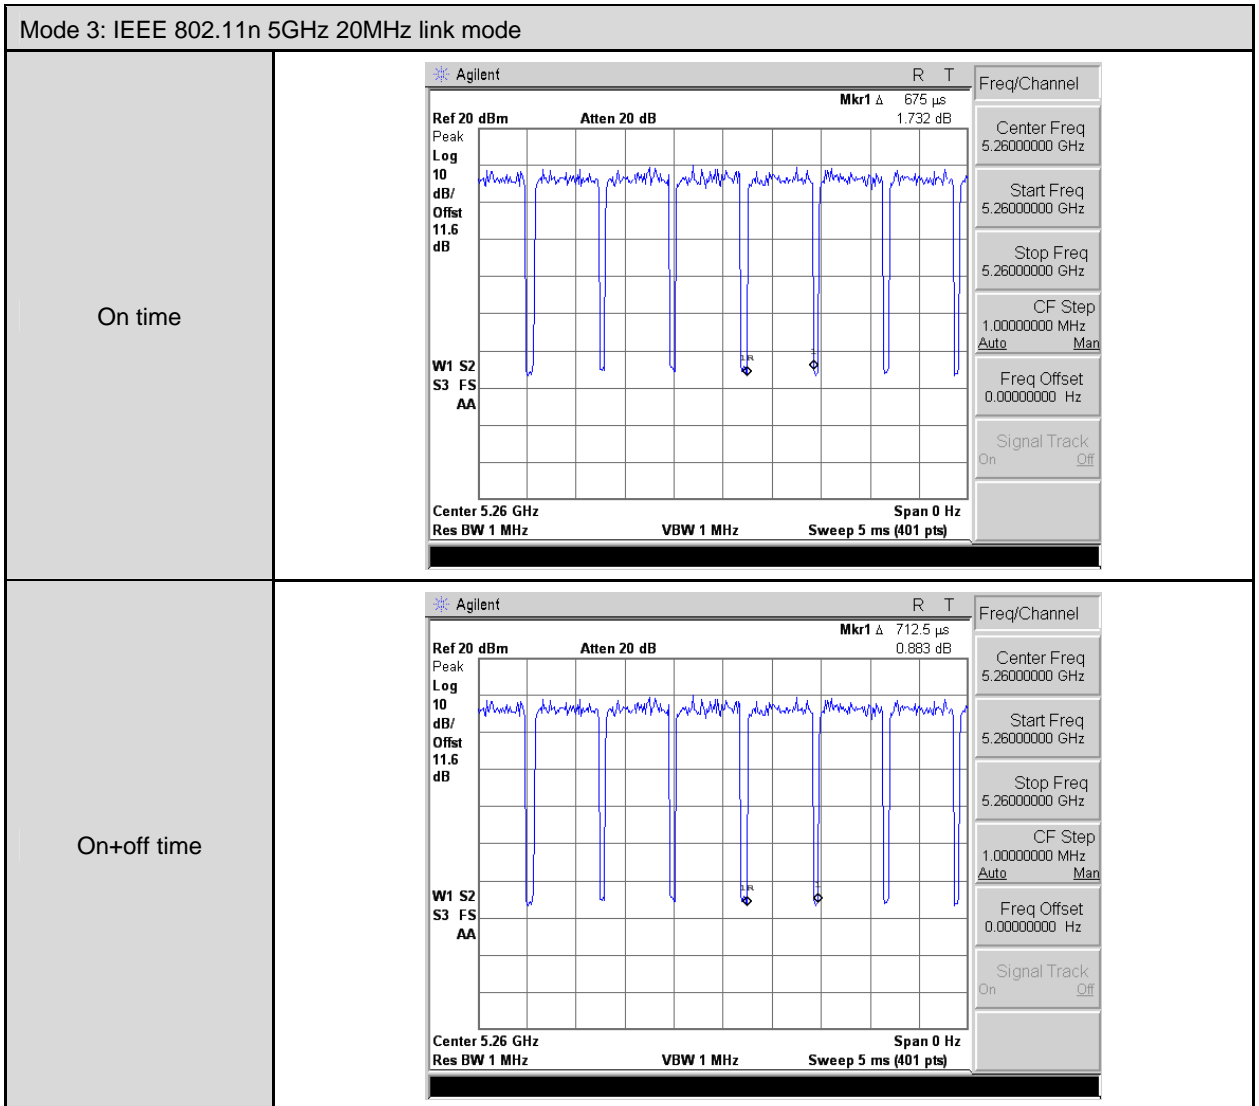 Mode 3: IEEE 802.11n 5GHz 20MHz link mode
On time
Agilent R T
Mkr1 Δ 675 µs
Ref 20 dBm Atten 20 dB 1.732 dB
Peak
Log
10
dB/
Offst
11.6
dB
1R
1
W1 S2
S3 FS
AA
Center 5.26 GHz Span 0 Hz
Res BW 1 MHz VBW 1 MHz Sweep 5 ms (401 pts)
Freq/Channel
Center Freq
5.26000000 GHz
Start Freq
5.26000000 GHz
Stop Freq
5.26000000 GHz
CF Step
1.00000000 MHz
Auto Man
Freq Offset
0.00000000 Hz
Signal Track
On Off
On+off time
Agilent R T
Mkr1 Δ 712.5 µs
Ref 20 dBm Atten 20 dB 0.883 dB
Peak
Log
10
dB/
Offst
11.6
dB
1R
1
W1 S2
S3 FS
AA
Center 5.26 GHz Span 0 Hz
Res BW 1 MHz VBW 1 MHz Sweep 5 ms (401 pts)
Freq/Channel
Center Freq
5.26000000 GHz
Start Freq
5.26000000 GHz
Stop Freq
5.26000000 GHz
CF Step
1.00000000 MHz
Auto Man
Freq Offset
0.00000000 Hz
Signal Track
On Off